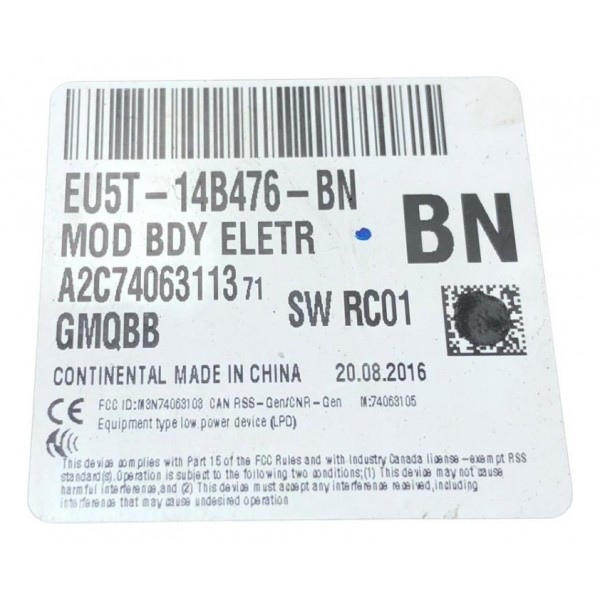 EU5T-14B476-BN
MOD BDY ELETR
BN
A2C74063113 71
SW RC01
GMQBB
CONTINENTAL MADE IN CHINA 20.08.2016
CE
FCC ID:M3N74063103 CAN RSS-Gen/CNR-Gen M:74063105
Equipment type low power device (LPD)
This device complies with Part 15 of the FCC Rules and with Industry Canada license-exempt RSS
standard(s). Operation is subject to the following two conditions;(1) This device may not cause
harmful interference,and (2) This device must accept any interference received,including
interference that may cause undesired operation